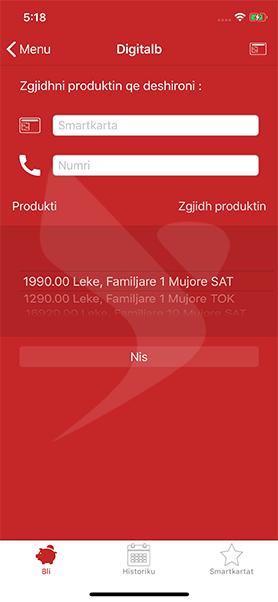 5:18
Menu
Digitalb
Zgjidhni produktin qe deshironi :
Smartkarta
Numri
Produkti
Zgjidh produktin
1990.00 Leke, Familjare 1 Mujore SAT
1290.00 Leke, Familjare 1 Mujore TOK
16920.00 Leke, Familjare 10 Mujore SAT
Nis
Bli
Historiku
Smartkartat